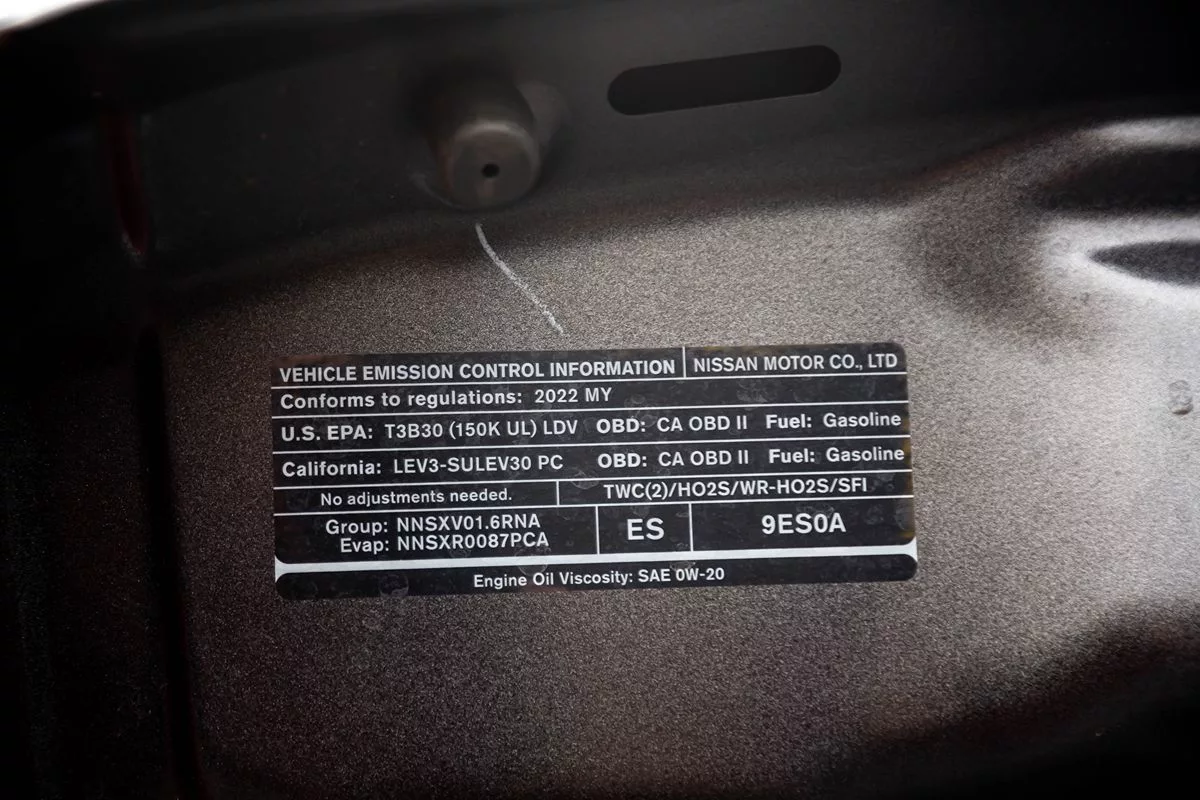 VEHICLE EMISSION CONTROL INFORMATION NISSAN MOTOR CO., LTD
Conforms to regulations: 2022 MY
U.S. EPA: T3B30 (150K UL) LDV OBD: CA OBD II Fuel: Gasoline
California: LEV3-SULEV30 PC OBD: CA OBD II Fuel: Gasoline
No adjustments needed. TWC(2)/HO2S/WR-HO2S/SFI
Group: NNSXV01.6RNA ES 9ES0A
Evap: NNSXR0087PCA
Engine Oil Viscosity: SAE 0W-20